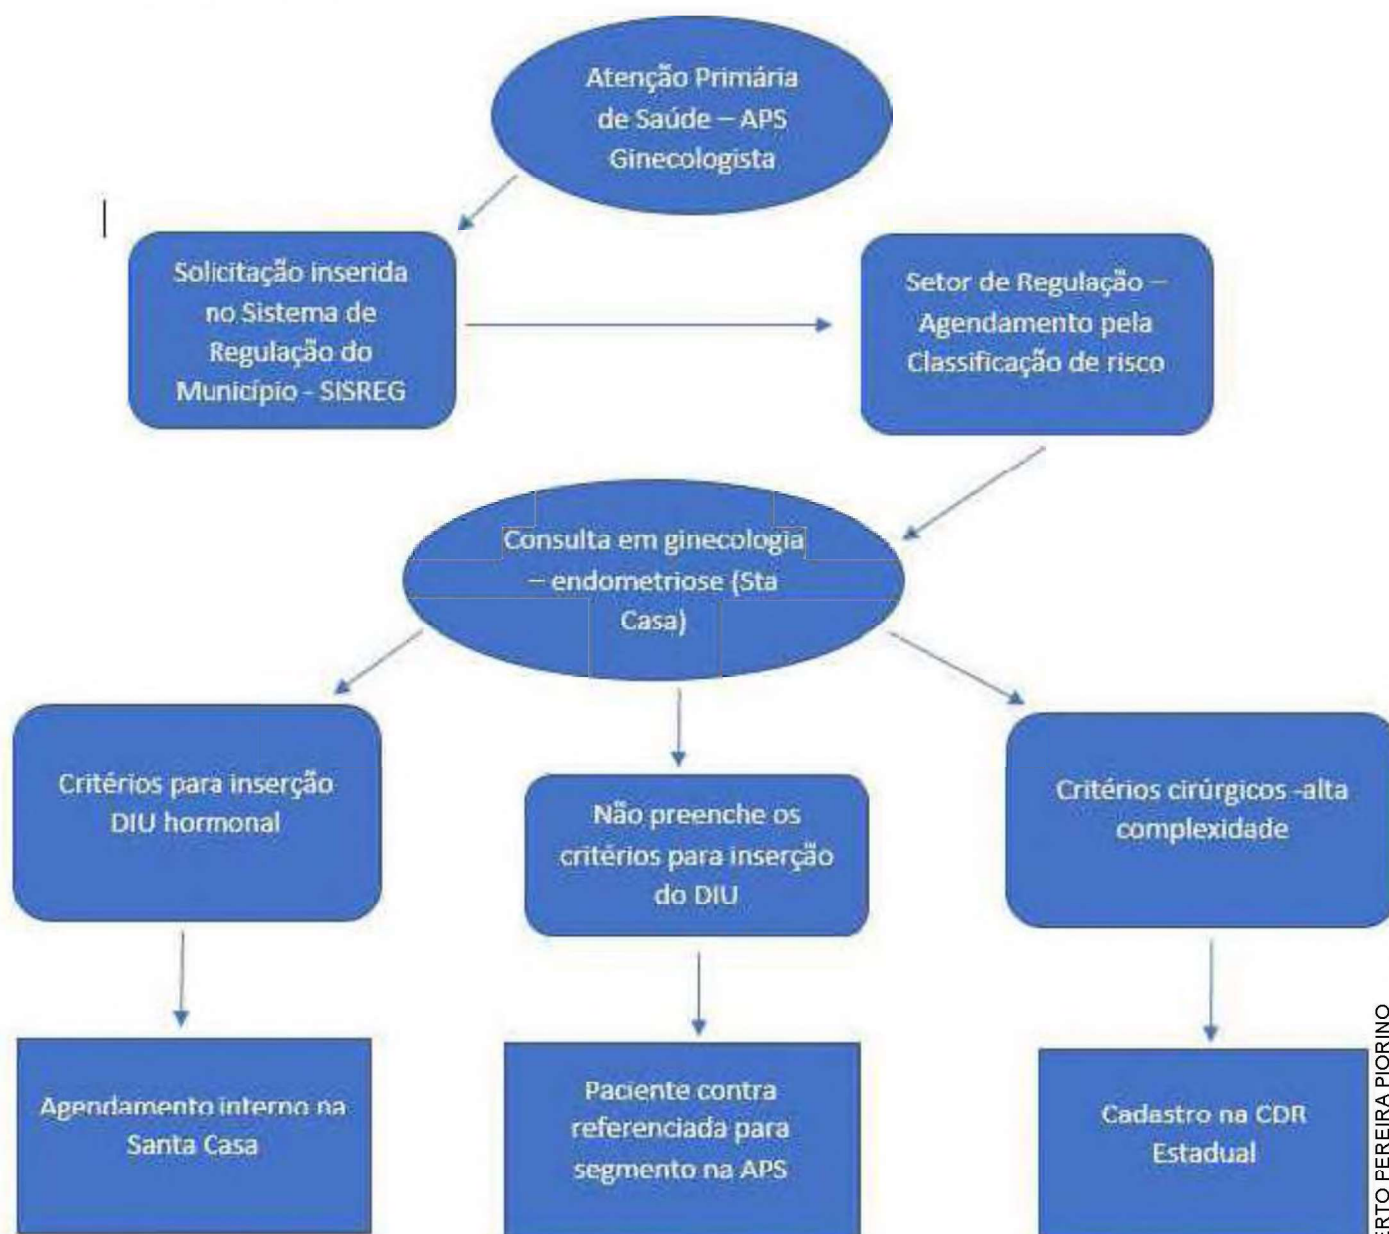 Atenção Primária
de Saúde – APS
Ginecologista
Solicitação inserida
no Sistema de
Regulação do
Município - SISREG
Setor de Regulação –
Agendamento pela
Classificação de risco
Consulta em ginecologia
– endometriose (Sta
Casa)
Critérios para inserção
DIU hormonal
Não preenche os
critérios para inserção
do DIU
Critérios cirúrgicos -alta
complexidade
Agendamento interno na
Santa Casa
Paciente contra
referenciada para
segmento na APS
Cadastro na CDR
Estadual
ERTO PEREIRA PIORINO